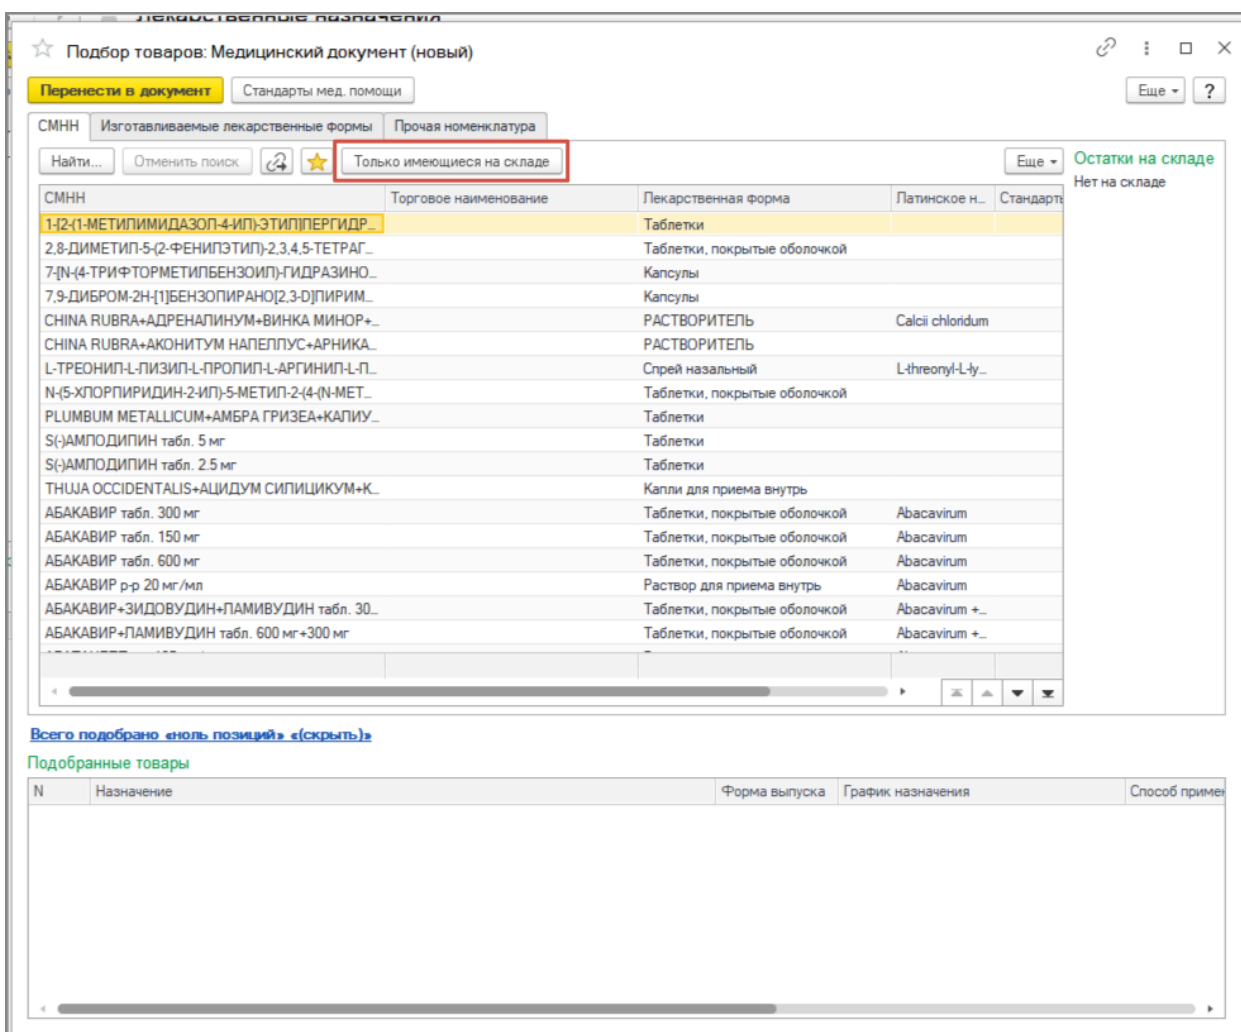 Лекарственные назначения
Подбор товаров: Медицинский документ (новый)
Перенести в документ
Стандарты мед. помощи
Еще
?
СМНН
Изготавливаемые лекарственные формы
Прочая номенклатура
Найти...
Отменить поиск
Только имеющиеся на складе
Еще
Остатки на складе
Нет на складе
СМНН Торговое наименование Лекарственная форма Латинское н... Стандарты
1-[2-(1-МЕТИЛИМИДАЗОЛ-4-ИЛ)-ЭТИЛ]ПЕРГИДР... Таблетки
2,8-ДИМЕТИЛ-5-(2-ФЕНИЛЭТИЛ)-2,3,4,5-ТЕТРАГ... Таблетки, покрытые оболочкой
7-[N-(4-ТРИФТОРМЕТИЛБЕНЗОИЛ)-ГИДРАЗИНО... Капсулы
7,9-ДИБРОМ-2Н-[1]БЕНЗОПИРАНО[2,3-D]ПИРИМ... Капсулы
CHINA RUBRA+АДРЕНАЛИНУМ+ВИНКА МИНОР+... РАСТВОРИТЕЛЬ Calcii chloridum
CHINA RUBRA+АКОНИТУМ НАПЕЛЛУС+АРНИКА... РАСТВОРИТЕЛЬ
L-ТРЕОНИЛ-L-ЛИЗИЛ-L-ПРОЛИЛ-L-АРГИНИЛ-L-П... Спрей назальный L-threonyl-L-ly...
N-(5-ХЛОРПИРИДИН-2-ИЛ)-5-МЕТИЛ-2-(4-(N-МЕТ... Таблетки, покрытые оболочкой
PLUMBUM METALLICUM+АМБРА ГРИЗЕА+КАЛИУ... Таблетки
S(-)АМЛОДИПИН табл. 5 мг Таблетки
S(-)АМЛОДИПИН табл. 2.5 мг Таблетки
THUJA OCCIDENTALIS+АЦИДУМ СИЛИЦИКУМ+К... Капли для приема внутрь
АБАКАВИР табл. 300 мг Таблетки, покрытые оболочкой Abacavirum
АБАКАВИР табл. 150 мг Таблетки, покрытые оболочкой Abacavirum
АБАКАВИР табл. 600 мг Таблетки, покрытые оболочкой Abacavirum
АБАКАВИР р-р 20 мг/мл Раствор для приема внутрь Abacavirum
АБАКАВИР+ЗИДОВУДИН+ЛАМИВУДИН табл. 30... Таблетки, покрытые оболочкой Abacavirum +...
АБАКАВИР+ЛАМИВУДИН табл. 600 мг+300 мг Таблетки, покрытые оболочкой Abacavirum +...
Всего подобрано «ноль позиций» «(скрыть)»
Подобранные товары
N Назначение Форма выпуска График назначения Способ примен